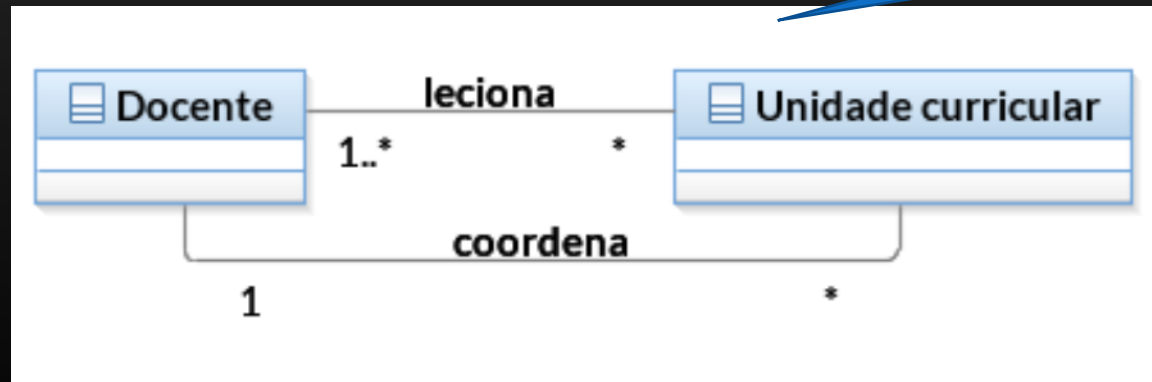 Docente
leciona
Unidade curricular
1..*
*
coordena
1
*